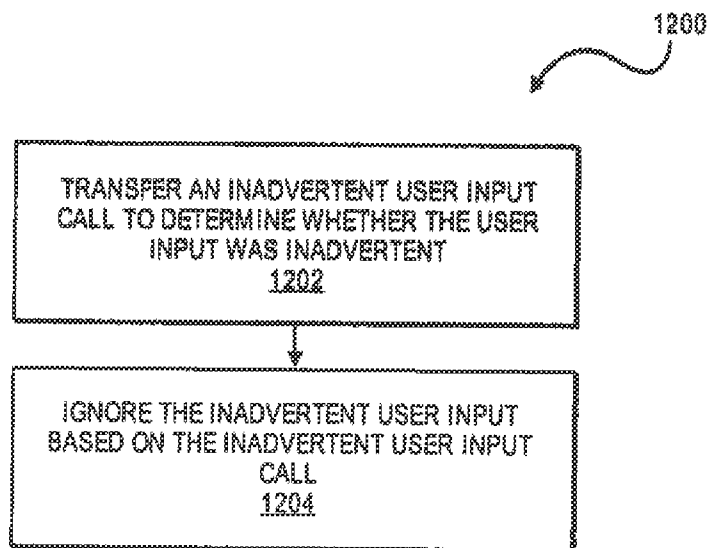 1200
TRANSFER AN INADVERTENT USER INPUT
CALL TO DETERMINE WHETHER THE USER
INPUT WAS INADVERTENT
1202
IGNORE THE INADVERTENT USER INPUT
BASED ON THE INADVERTENT USER INPUT
CALL
1204